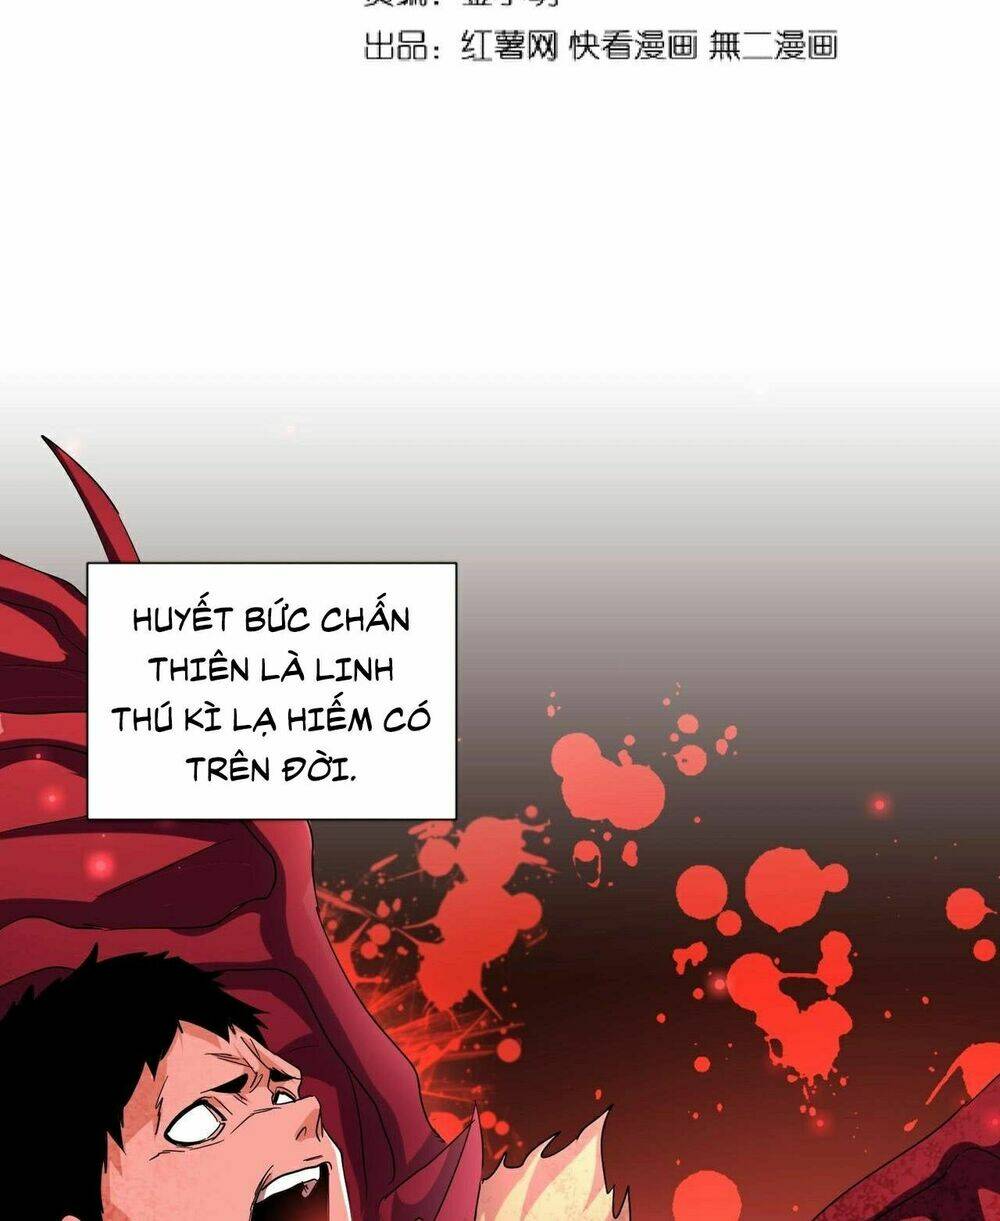 出品：红薯网 快看漫画 無二漫画
HUYẾT BỨC CHẤN
THIÊN LÀ LINH
THÚ KÌ LẠ HIẾM CÓ
TRÊN ĐỜI.